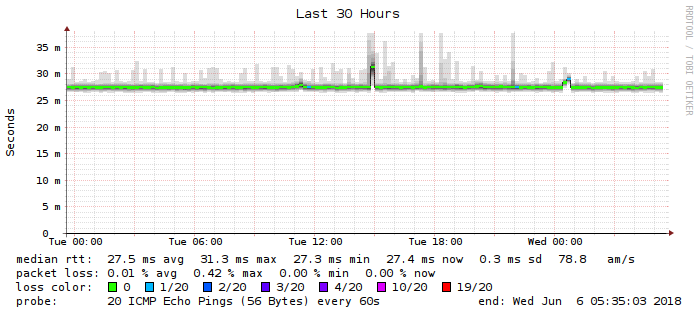 Last 30 Hours
RRDTOOL / TOBI OETIKER
Seconds
35 m
30 m
25 m
20 m
15 m
10 m
5 m
0
Tue 00:00 Tue 06:00 Tue 12:00 Tue 18:00 Wed 00:00
median rtt: 27.5 ms avg 31.3 ms max 27.3 ms min 27.4 ms now 0.3 ms sd 78.8 am/s
packet loss: 0.01 % avg 0.42 % max 0.00 % min 0.00 % now
loss color: 0 1/20 2/20 3/20 4/20 10/20 19/20
probe: 20 ICMP Echo Pings (56 Bytes) every 60s end: Wed Jun 6 05:35:03 2018